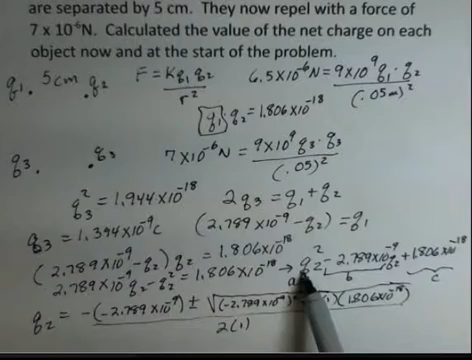 are separated by 5 cm. They now repel with a force of
7 x 10⁻⁶N. Calculated the value of the net charge on each
object now and at the start of the problem.
q1 . 5cm . q2 F = Kq1q2 / r² 6.5X10⁻⁶N = 9X10⁹ q1 · q2 / (.05m)²
q1 q2 = 1.806X10⁻¹⁸
q3 . . q3 7X10⁻⁶N = 9X10⁹ q3 · q3 / (.05)²
q3² = 1.944X10⁻¹⁸ 2q3 = q1 + q2
q3 = 1.394X10⁻⁹c (2.789X10⁻⁹ - q2) = q1
(2.789X10⁻⁹ - q2) q2 = 1.806X10⁻¹⁸
2.789X10⁻⁹ q2 - q2² = 1.806X10⁻¹⁸ → q2² - 2.789X10⁻⁹ q2 + 1.806X10⁻¹⁸
a b c
q2 = -(-2.789X10⁻⁹) ± √(-2.789X10⁻⁹) )(1.806X10⁻¹⁸) / 2(1)